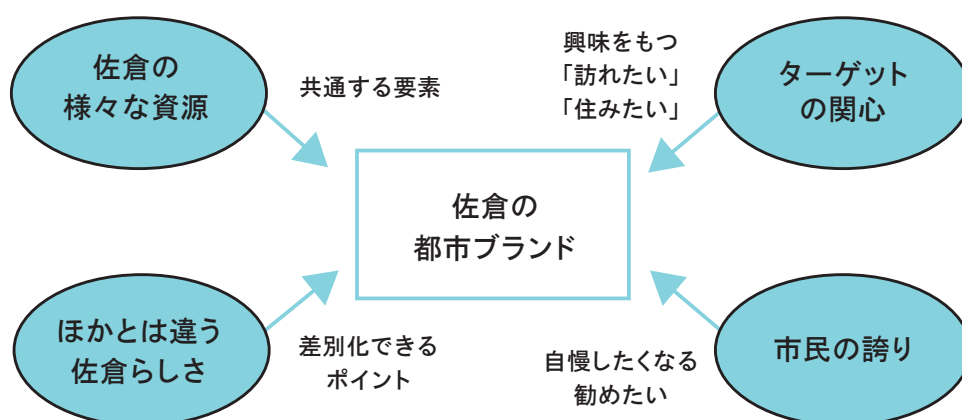 佐倉の
様々な資源
共通する要素
興味をもつ
「訪れたい」
「住みたい」
ターゲット
の関心
佐倉の
都市ブランド
ほかとは違う
佐倉らしさ
差別化できる
ポイント
自慢したくなる
勧めたい
市民の誇り